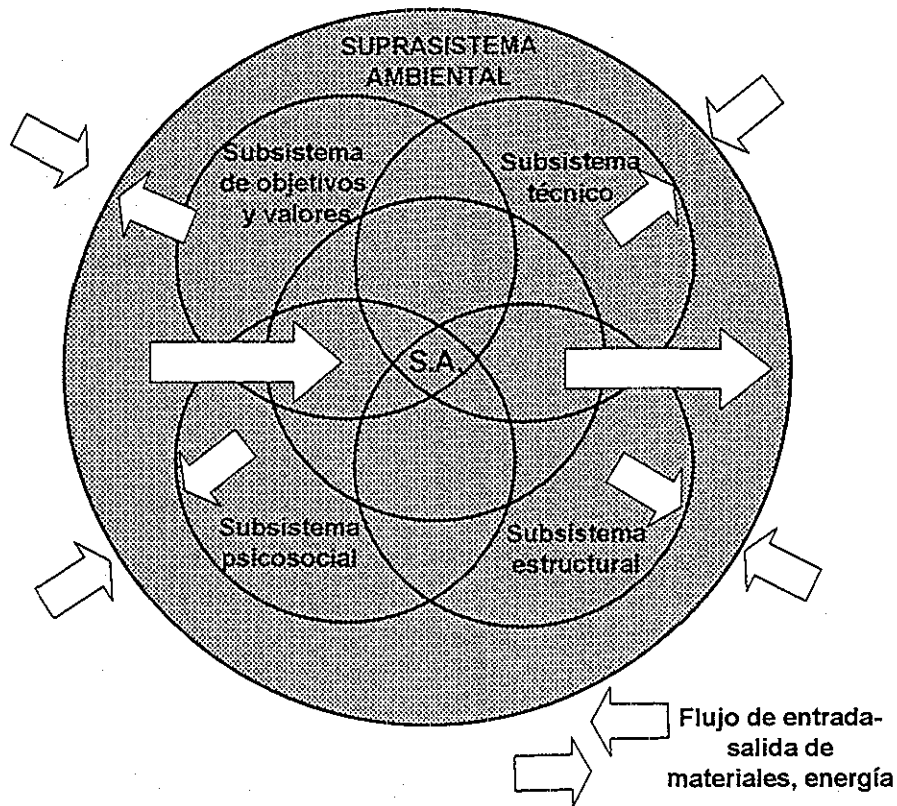 SUPRASISTEMA
AMBIENTAL
Subsistema
de objetivos
y valores
Subsistema
técnico
S.A.
Subsistema
psicosocial
Subsistema
estructural
Flujo de entrada-
salida de
materiales, energía